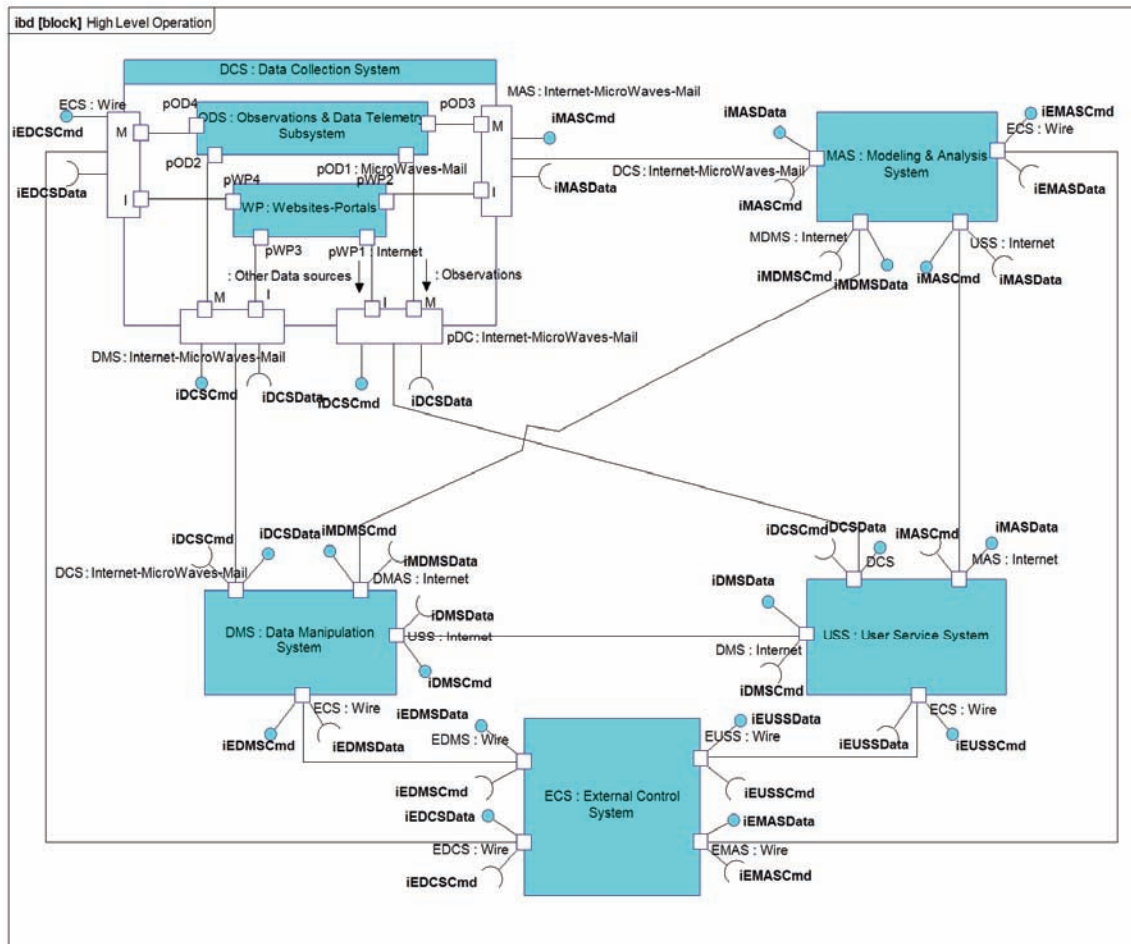 ibd [block] High Level Operation
DCS : Data Collection System
ECS : Wire
iEDCSCmd
iEDCSData
M
I
pOD4
pOD3
ODS : Observations & Data Telemetry
Subsystem
pOD2
pOD1 : MicroWaves-Mail
pWP4
pWP2
WP : Websites-Portals
pWP3
pWP1 : Internet
: Other Data sources
: Observations
M
I
MAS : Internet-MicroWaves-Mail
iMASCmd
iMASData
M
I
I
M
DMS : Internet-MicroWaves-Mail
pDC : Internet-MicroWaves-Mail
iDCSCmd
iDCSData
iDCSCmd
iDCSData
iMASData
DCS : Internet-MicroWaves-Mail
iMASCmd
MAS : Modeling & Analysis
System
iEMASCmd
ECS : Wire
iEMASData
MDMS : Internet
USS : Internet
iMDMSCmd
iMDMSData
iMASCmd
iMASData
iDCSCmd
iDCSData
iMDMSCmd
iMDMSData
DCS : Internet-MicroWaves-Mail
DMAS : Internet
DMS : Data Manipulation
System
iDMSData
USS : Internet
iDMSCmd
ECS : Wire
iEDMSCmd
iEDMSData
iDCSCmd
iDCSData
iMASCmd
iMASData
DCS
MAS : Internet
iDMSData
DMS : Internet
iDMSCmd
USS : User Service System
ECS : Wire
iEUSSData
iEUSSCmd
iEDMSData
EDMS : Wire
iEDMSCmd
iEDCSData
EDCS : Wire
iEDCSCmd
ECS : External Control
System
iEUSSData
EUSS : Wire
iEUSSCmd
iEMASData
EMAS : Wire
iEMASCmd